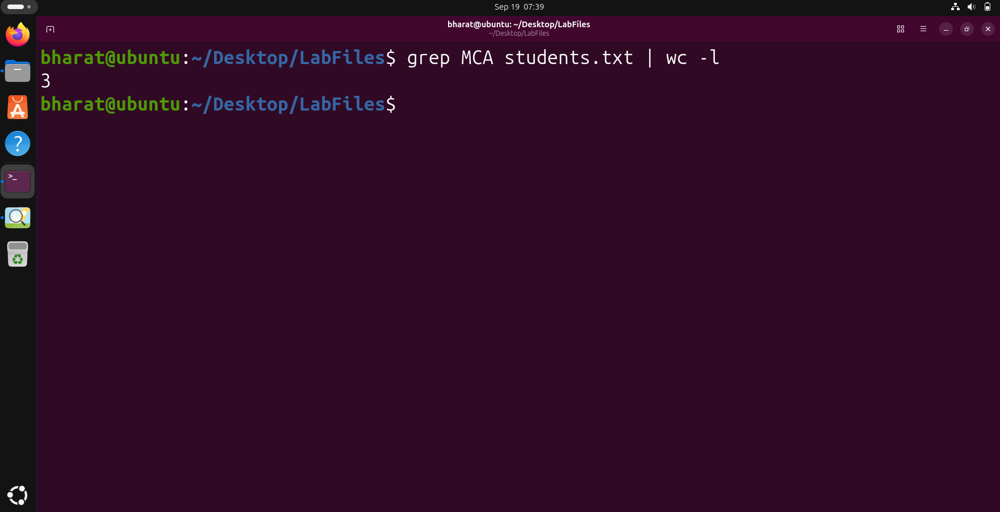 Sep 19 07:39
bharat@ubuntu: ~/Desktop/LabFiles
~/Desktop/LabFiles
bharat@ubuntu:~/Desktop/LabFiles$ grep MCA students.txt | wc -l
3
bharat@ubuntu:~/Desktop/LabFiles$